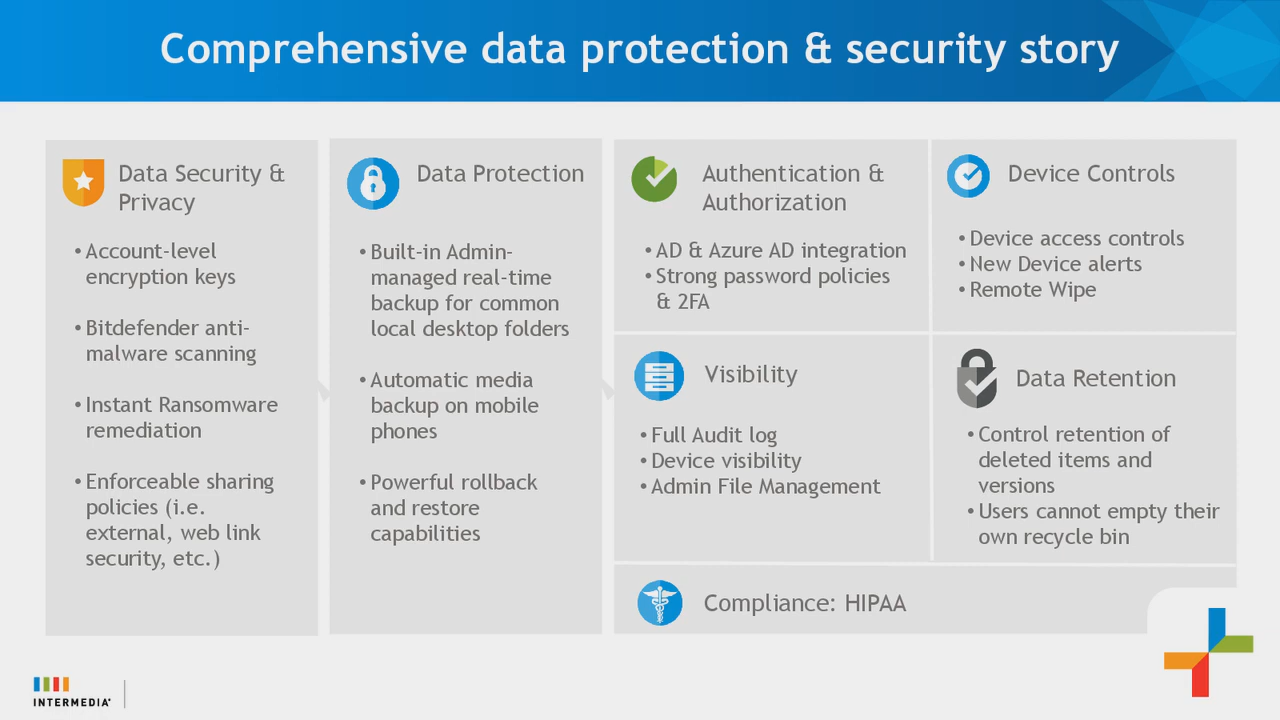 Comprehensive data protection & security story
Data Security &
Privacy
• Account-level
encryption keys
• Bitdefender anti-
malware scanning
• Instant Ransomware
remediation
• Enforceable sharing
policies (i.e.
external, web link
security, etc.)
Data Protection
• Built-in Admin-
managed real-time
backup for common
local desktop folders
• Automatic media
backup on mobile
phones
• Powerful rollback
and restore
capabilities
Authentication &
Authorization
• AD & Azure AD integration
• Strong password policies
& 2FA
Device Controls
• Device access controls
• New Device alerts
• Remote Wipe
Visibility
• Full Audit log
• Device visibility
• Admin File Management
Data Retention
• Control retention of
deleted items and
versions
• Users cannot empty their
own recycle bin
Compliance: HIPAA
INTERMEDIA